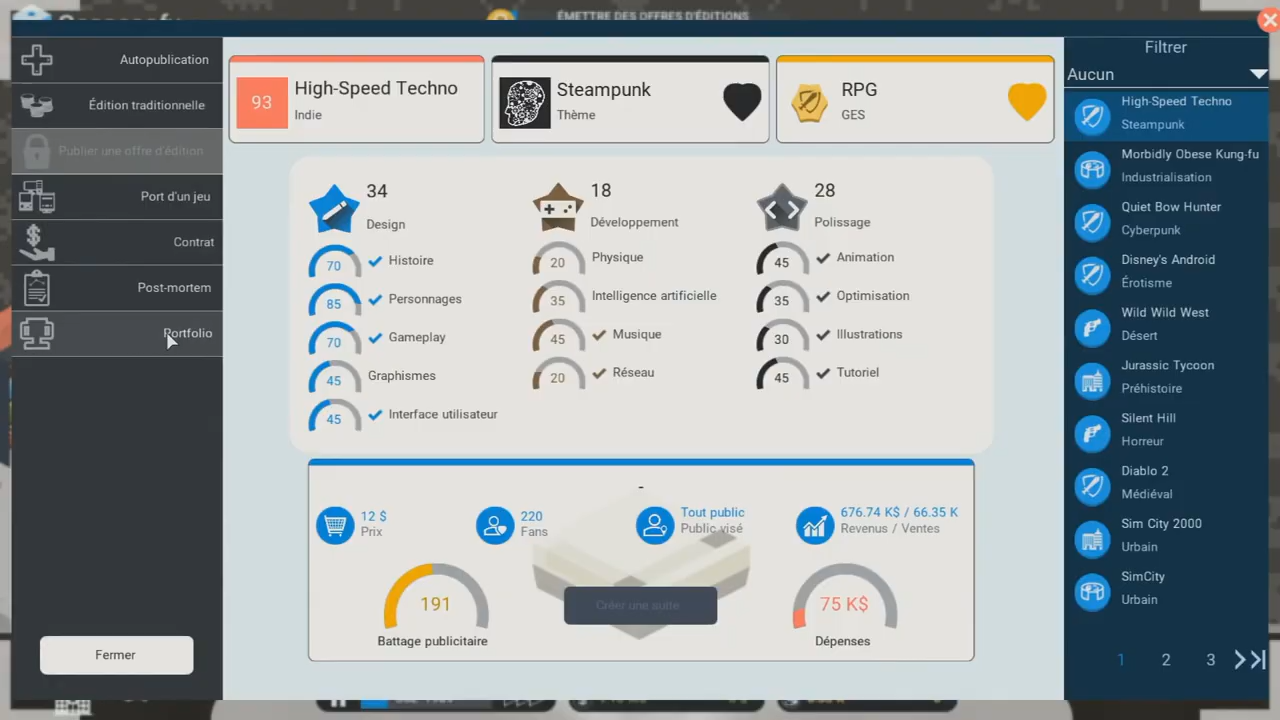 ÉMETTRE DES OFFRES D'ÉDITIONS
Autopublication
Édition traditionnelle
Publier une offre d'édition
Port d'un jeu
Contrat
Post-mortem
Portfolio
Fermer
93
High-Speed Techno
Indie
Steampunk
Thème
RPG
GES
34
Design
70 Histoire
85 Personnages
70 Gameplay
45 Graphismes
45 Interface utilisateur
18
Développement
20 Physique
35 Intelligence artificielle
45 Musique
20 Réseau
28
Polissage
45 Animation
35 Optimisation
30 Illustrations
45 Tutoriel
-
12 $
Prix
220
Fans
Tout public
Public visé
676.74 K$ / 66.35 K
Revenus / Ventes
191
Battage publicitaire
Créer une suite
75 K$
Dépenses
Filtrer
Aucun
High-Speed Techno
Steampunk
Morbidly Obese Kung-fu
Industrialisation
Quiet Bow Hunter
Cyberpunk
Disney's Android
Érotisme
Wild Wild West
Désert
Jurassic Tycoon
Préhistoire
Silent Hill
Horreur
Diablo 2
Médiéval
Sim City 2000
Urbain
SimCity
Urbain
1 2 3